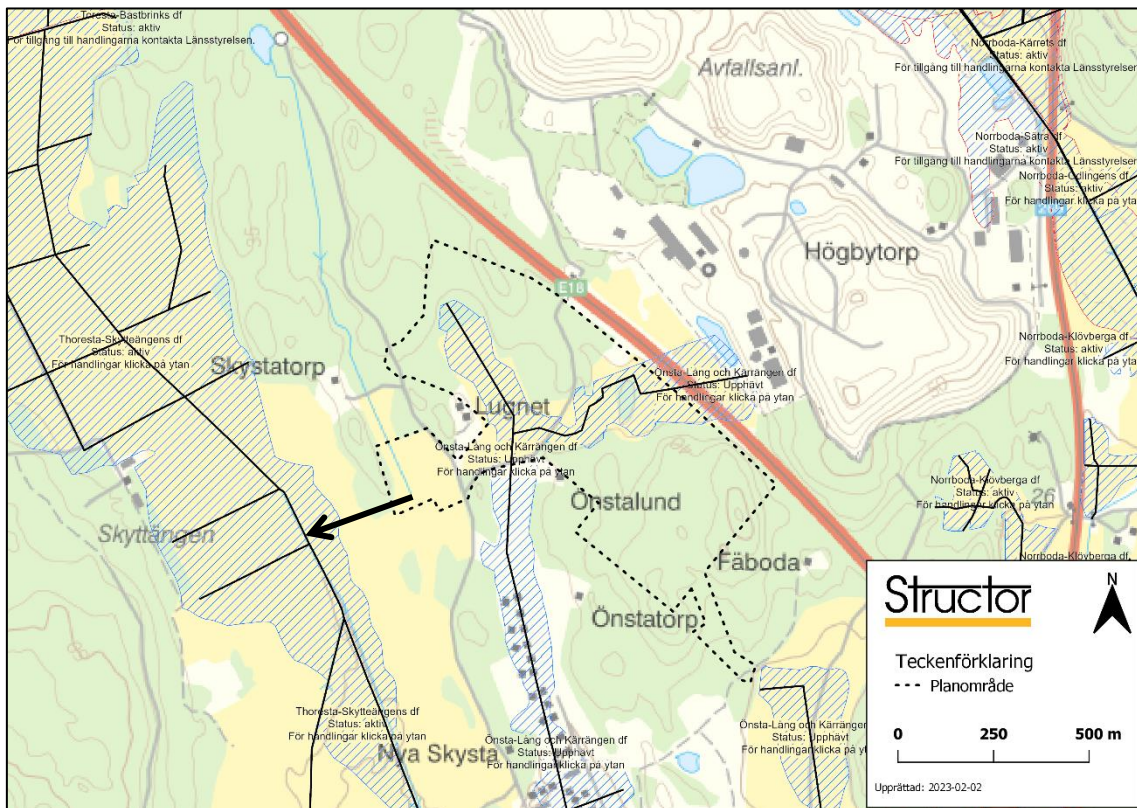 Toresta-Bastbrinks df
Status: aktiv
För tillgång till handlingarna kontakta Länsstyrelsen.
Avfallsanl.
Norrboda-Kärrets df
Status: aktiv
För tillgång till handlingarna kontakta Länsstyrelsen
Norrboda-Sätra df
Status: aktiv
För tillgång till handlingarna kontakta Länsstyrelsen
Norrboda-Odlingens df
Status: aktiv
För handlingar klicka på ytan
35
Högbytorp
E18
Thoresta-Skytteängens df
Status: aktiv
För handlingar klicka på ytan
Skystatorp
Lugnet
Önsta-Lång och Kärrängen df
Status: Upphävt
För handlingar klicka på ytan
Norrboda-Klövberga df
Status: aktiv
För handlingar klicka på ytan
Önsta-Lång och Kärrängen df
Status: Upphävt
För handlingar klicka på ytan
Önstalund
Norrboda-Klövberga df
Status: aktiv
För handlingar klicka på ytan
26
Skyttängen
Fäboda
Norrboda-Klövberga df
Önstatorp
Thoresta-Skytteängens df
Status: aktiv
För handlingar klicka på ytan
Nya Skysta
Önsta-Lång och Kärrängen df
Status: Upphävt
För handlingar klicka på ytan
Önsta-Lång och Kärrängen
Status: Upphävt
För handlingar klicka på yt
Structor
N
Teckenförklaring
Planområde
0 250 500 m
Upprättad: 2023-02-02